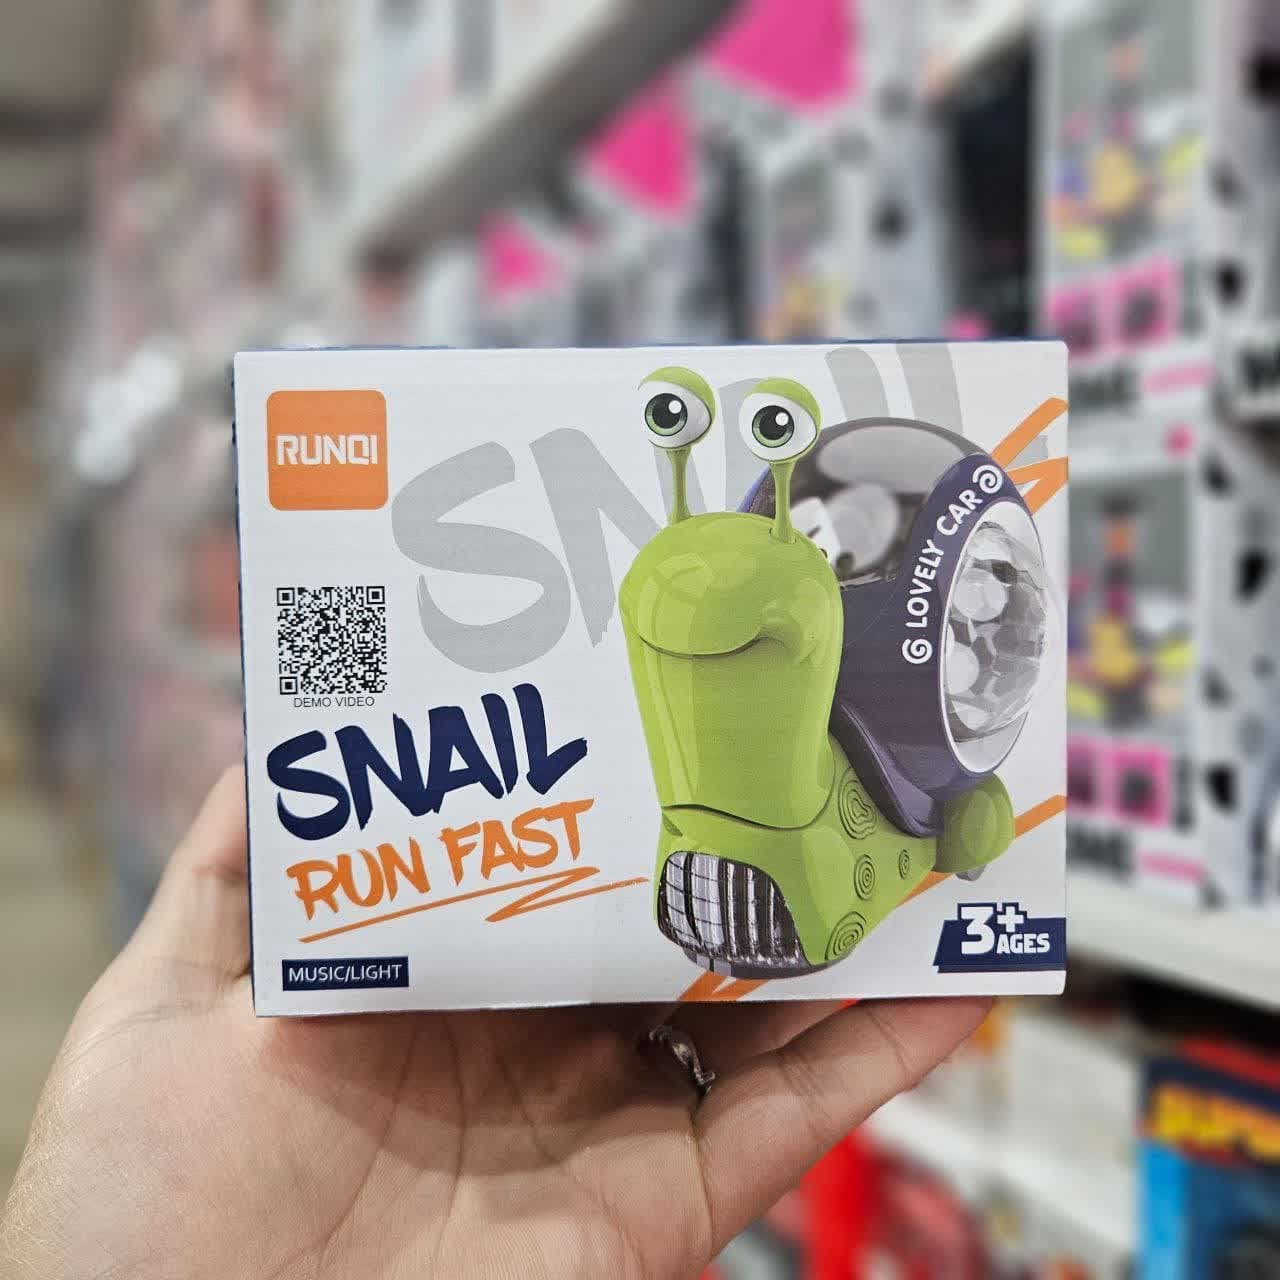 RUNQI
SNAIL
LOVELY CAR
DEMO VIDEO
SNAIL
RUN FAST
MUSIC/LIGHT
3+
AGES